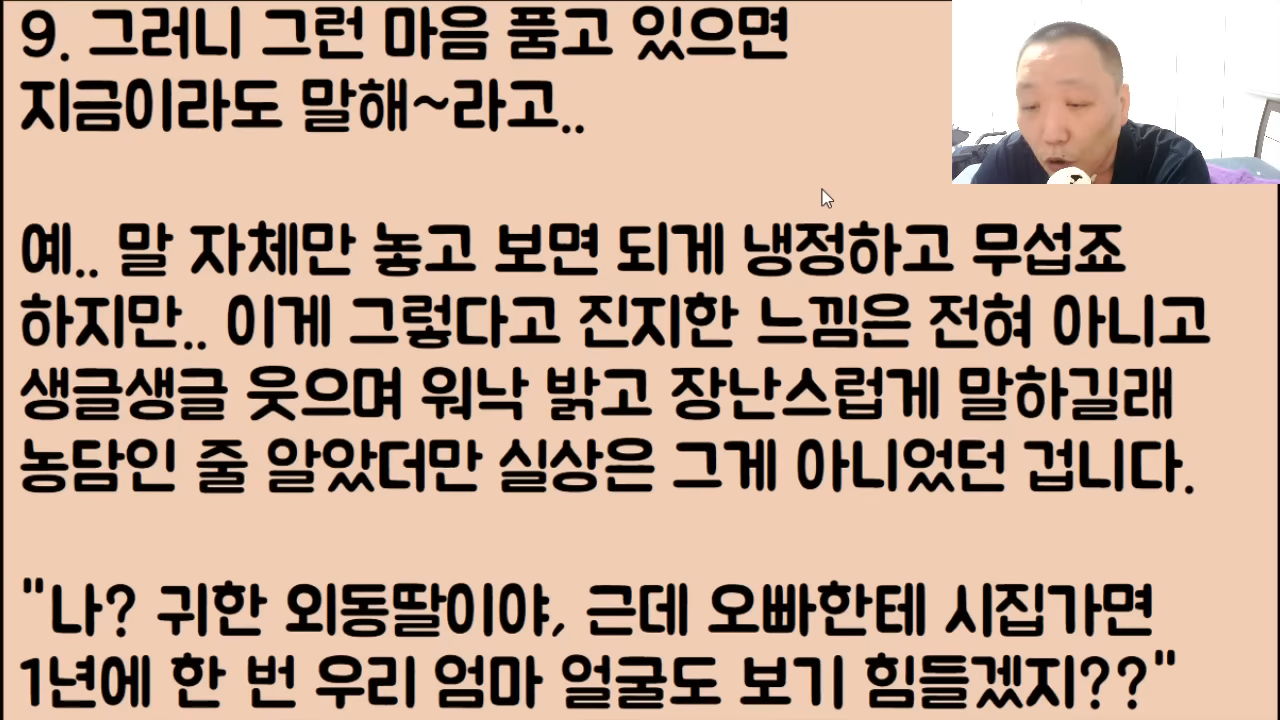 9. 그러니 그런 마음 품고 있으면
지금이라도 말해~라고..
예.. 말 자체만 놓고 보면 되게 냉정하고 무섭죠
하지만.. 이게 그렇다고 진지한 느낌은 전혀 아니고
생글생글 웃으며 워낙 밝고 장난스럽게 말하길래
농담인 줄 알았더만 실상은 그게 아니었던 겁니다.
"나? 귀한 외동딸이야, 근데 오빠한테 시집가면
1년에 한 번 우리 엄마 얼굴도 보기 힘들겠지??"